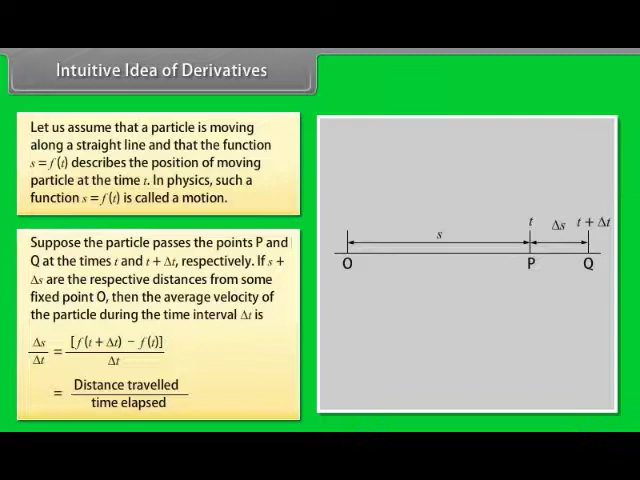 Intuitive Idea of Derivatives
Let us assume that a particle is moving
along a straight line and that the function
s = f (t) describes the position of moving
particle at the time t. In physics, such a
function s = f (t) is called a motion.
Suppose the particle passes the points P and
Q at the times t and t + Δt, respectively. If s +
Δs are the respective distances from some
fixed point O, then the average velocity of
the particle during the time interval Δt is
Δs/Δt = [f (t + Δt) − f (t)]/Δt
= Distance travelled
time elapsed
t Δs t + Δt
s
O P Q